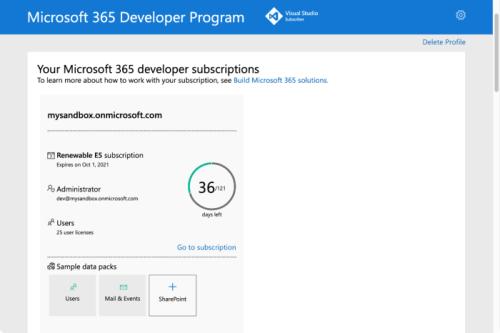 Microsoft 365 Developer Program
Visual Studio
Subscriber
Delete Profile
Your Microsoft 365 developer subscriptions
To learn more about how to work with your subscription, see Build Microsoft 365 solutions.
mysandbox.onmicrosoft.com
Renewable E5 subscription
Expires on Oct 1, 2021
Administrator
dev@mysandbox.onmicrosoft.com
36/121
days left
Users
25 user licenses
Go to subscription
Sample data packs
Users
Mail & Events
SharePoint